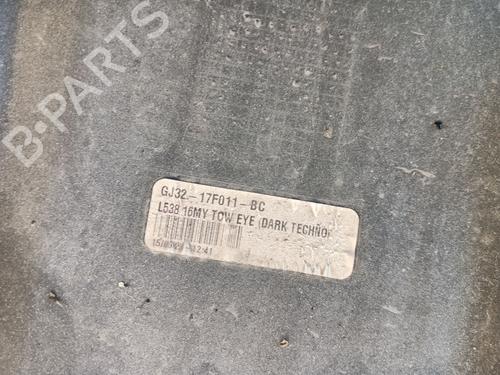 B-PARTS
GJ32-17F011-BC
L538 16MY TOW EYE (DARK TECHNO)